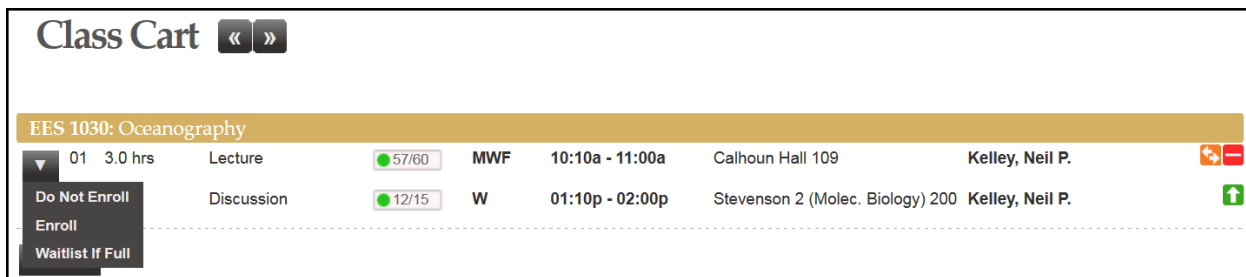 Class Cart « »
EES 1030: Oceanography
▼ 01 3.0 hrs Lecture 57/60 MWF 10:10a - 11:00a Calhoun Hall 109 Kelley, Neil P.
Do Not Enroll Discussion 12/15 W 01:10p - 02:00p Stevenson 2 (Molec. Biology) 200 Kelley, Neil P.
Enroll
Waitlist If Full